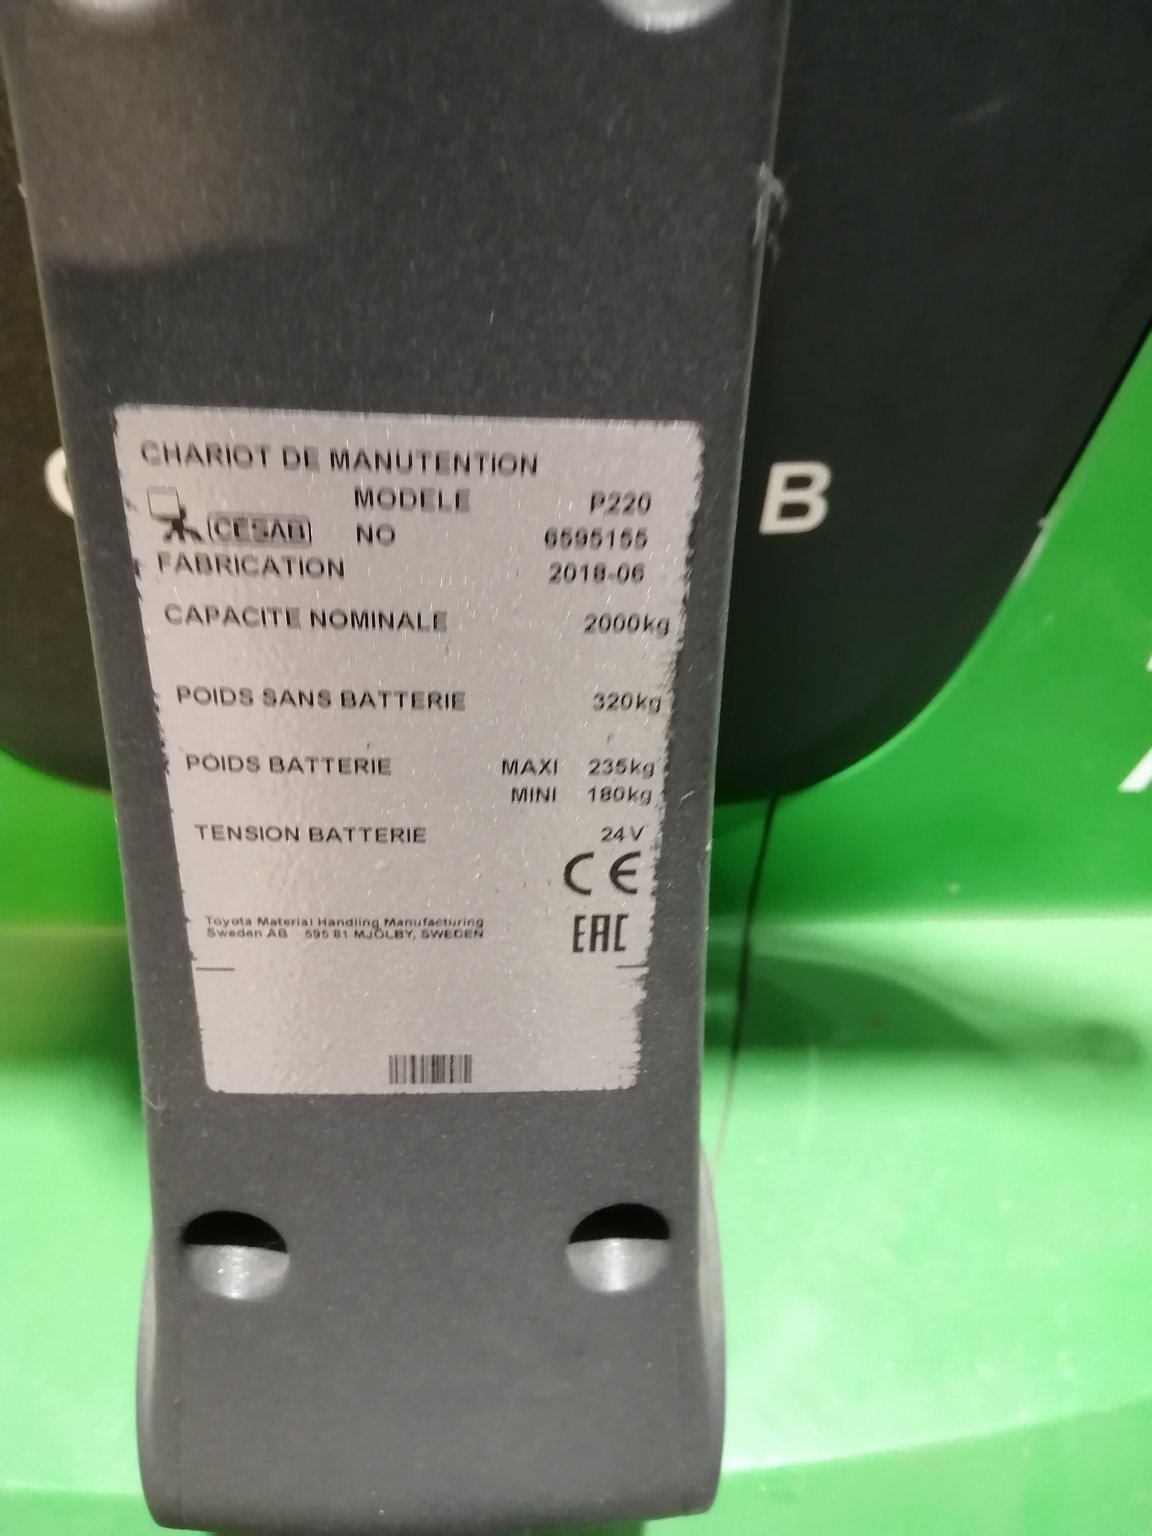 CHARIOT DE MANUTENTION
MODELE P220
CESAB NO 6595155
FABRICATION 2018-06
CAPACITE NOMINALE 2000kg
POIDS SANS BATTERIE 320kg
POIDS BATTERIE MAXI 235kg
MINI 180kg
TENSION BATTERIE 24V
CE
Toyota Material Handling Manufacturing
Sweden AB 595 81 MJÖLBY, SWEDEN
EAC
B